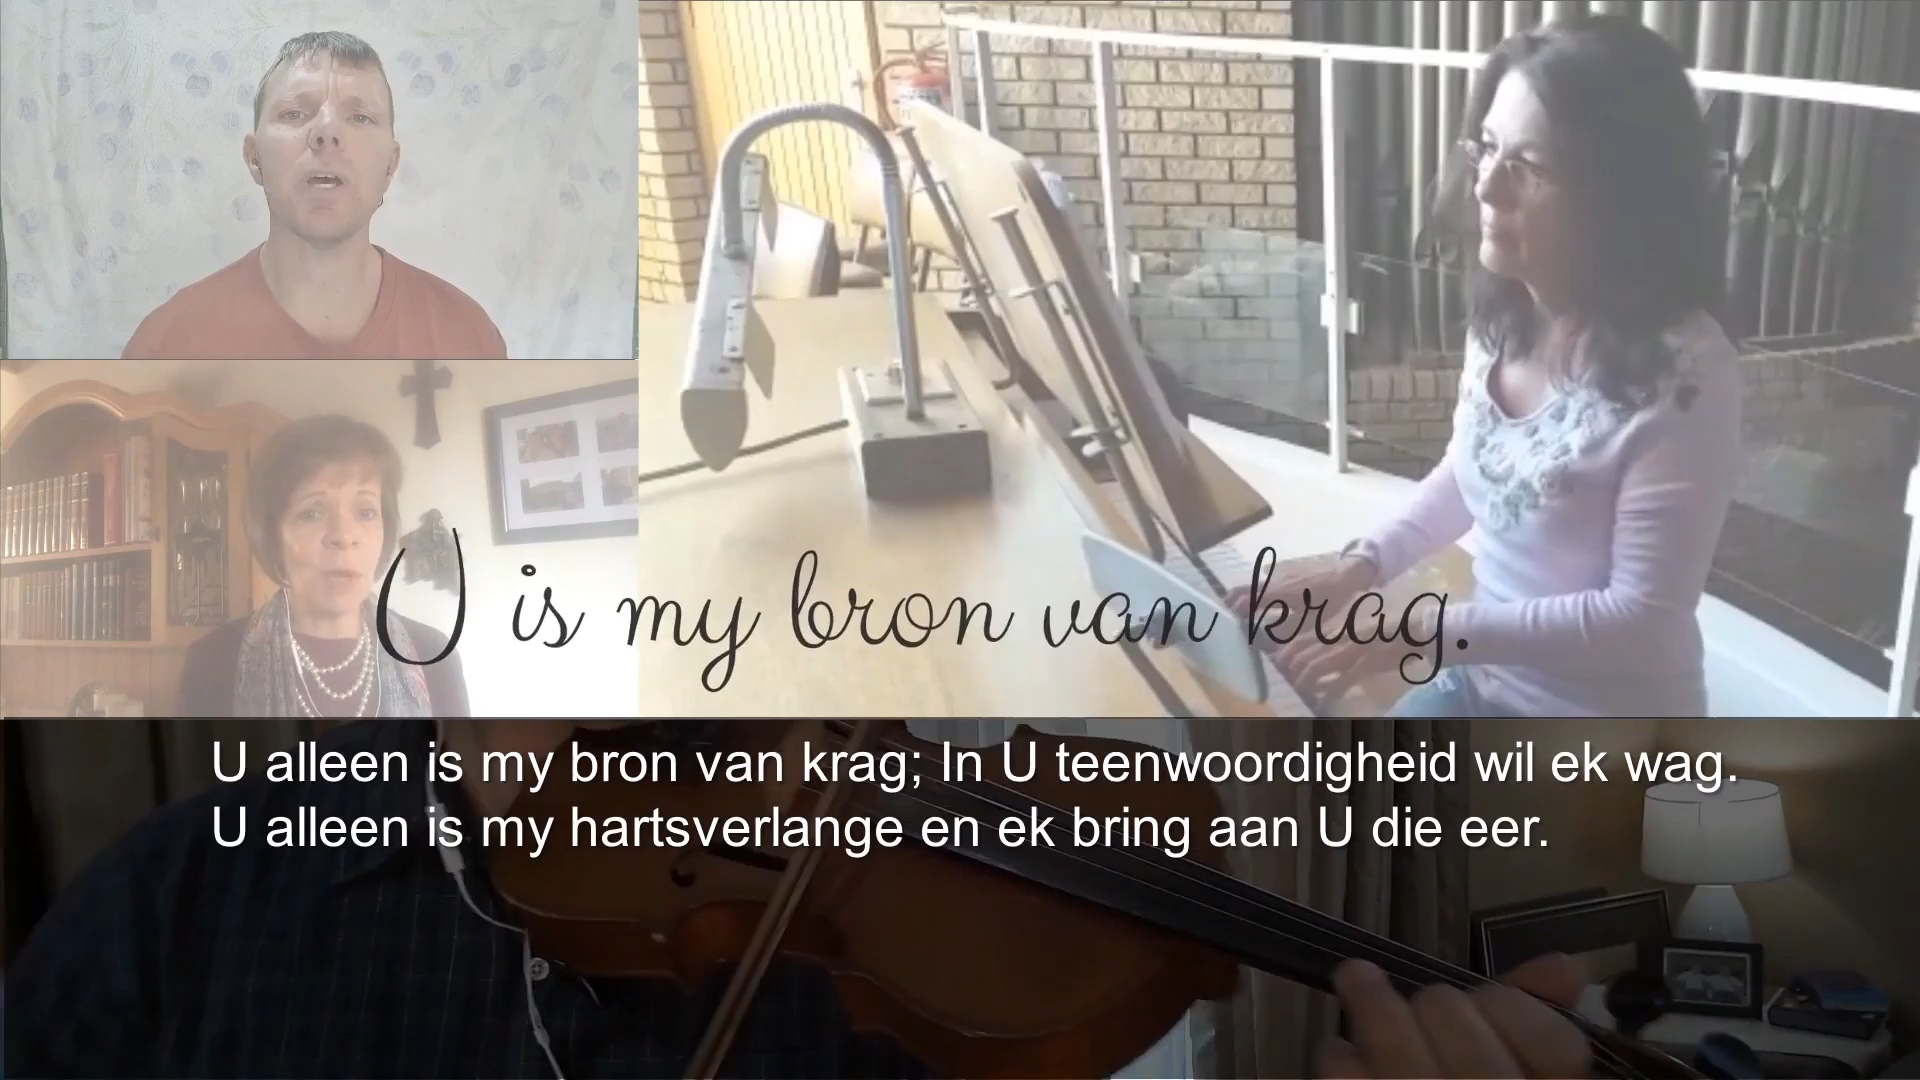 U is my bron van krag.
U alleen is my bron van krag; In U teenwoordigheid wil ek wag.
U alleen is my hartsverlange en ek bring aan U die eer.